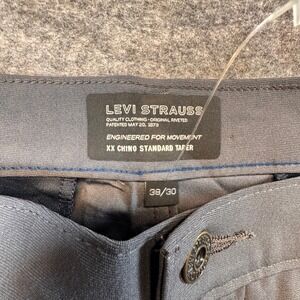 LEVI STRAUSS
QUALITY CLOTHING - ORIGINAL RIVETED
PATENTED MAY 20, 1873
ENGINEERED FOR MOVEMENT
XX CHINO STANDARD TAPER
38/30